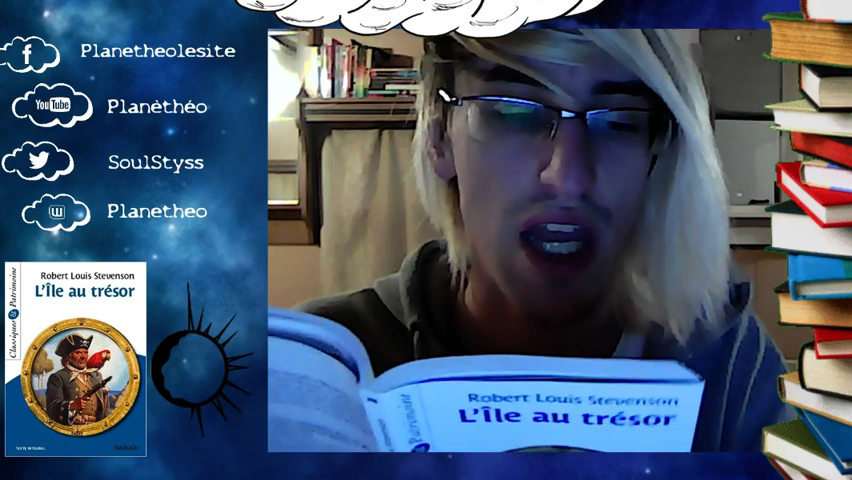 f
Planetheolesite
YouTube
Planèthéo
SoulStyss
w
Planetheo
Robert Louis Stevenson
L'Île au trésor
Classiques & Patrimoine
TEXTE INTÉGRAL
MAGNARD
Robert Louis Stevenson
L'Île au trésor
& Patrimoine